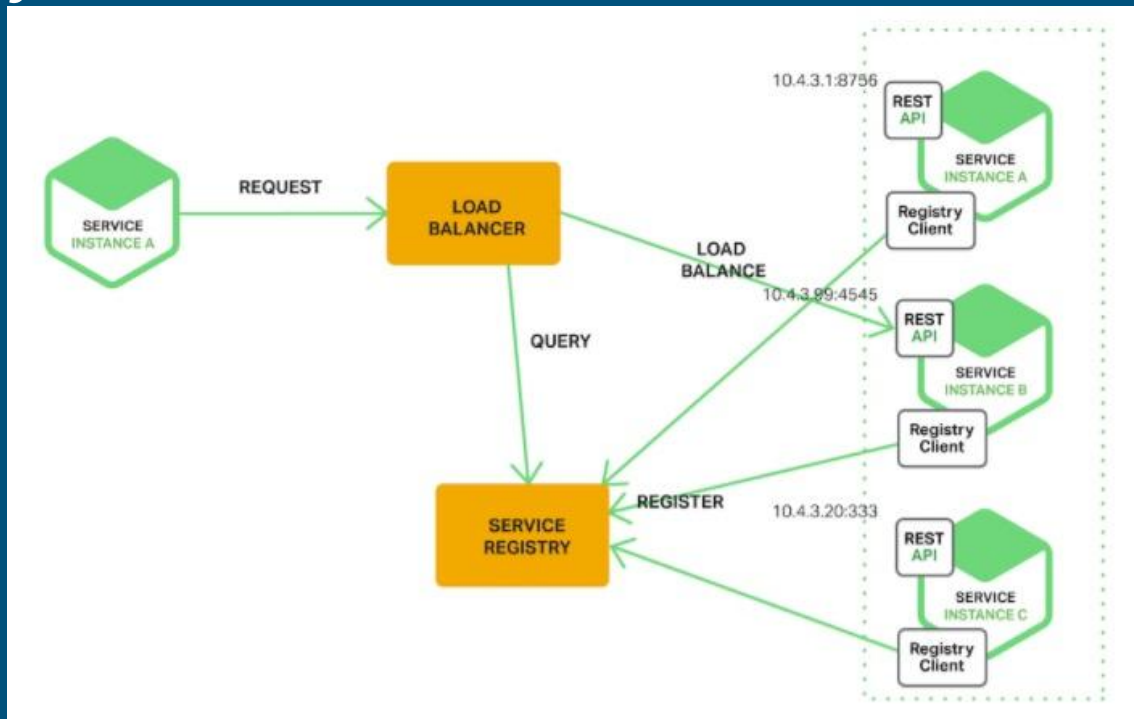 SERVICE
INSTANCE A
REQUEST
LOAD
BALANCER
QUERY
LOAD
BALANCE
SERVICE
REGISTRY
REGISTER
10.4.3.1:8756
REST
API
SERVICE
INSTANCE A
Registry
Client
10.4.3.99:4545
REST
API
SERVICE
INSTANCE B
Registry
Client
10.4.3.20:333
REST
API
SERVICE
INSTANCE C
Registry
Client